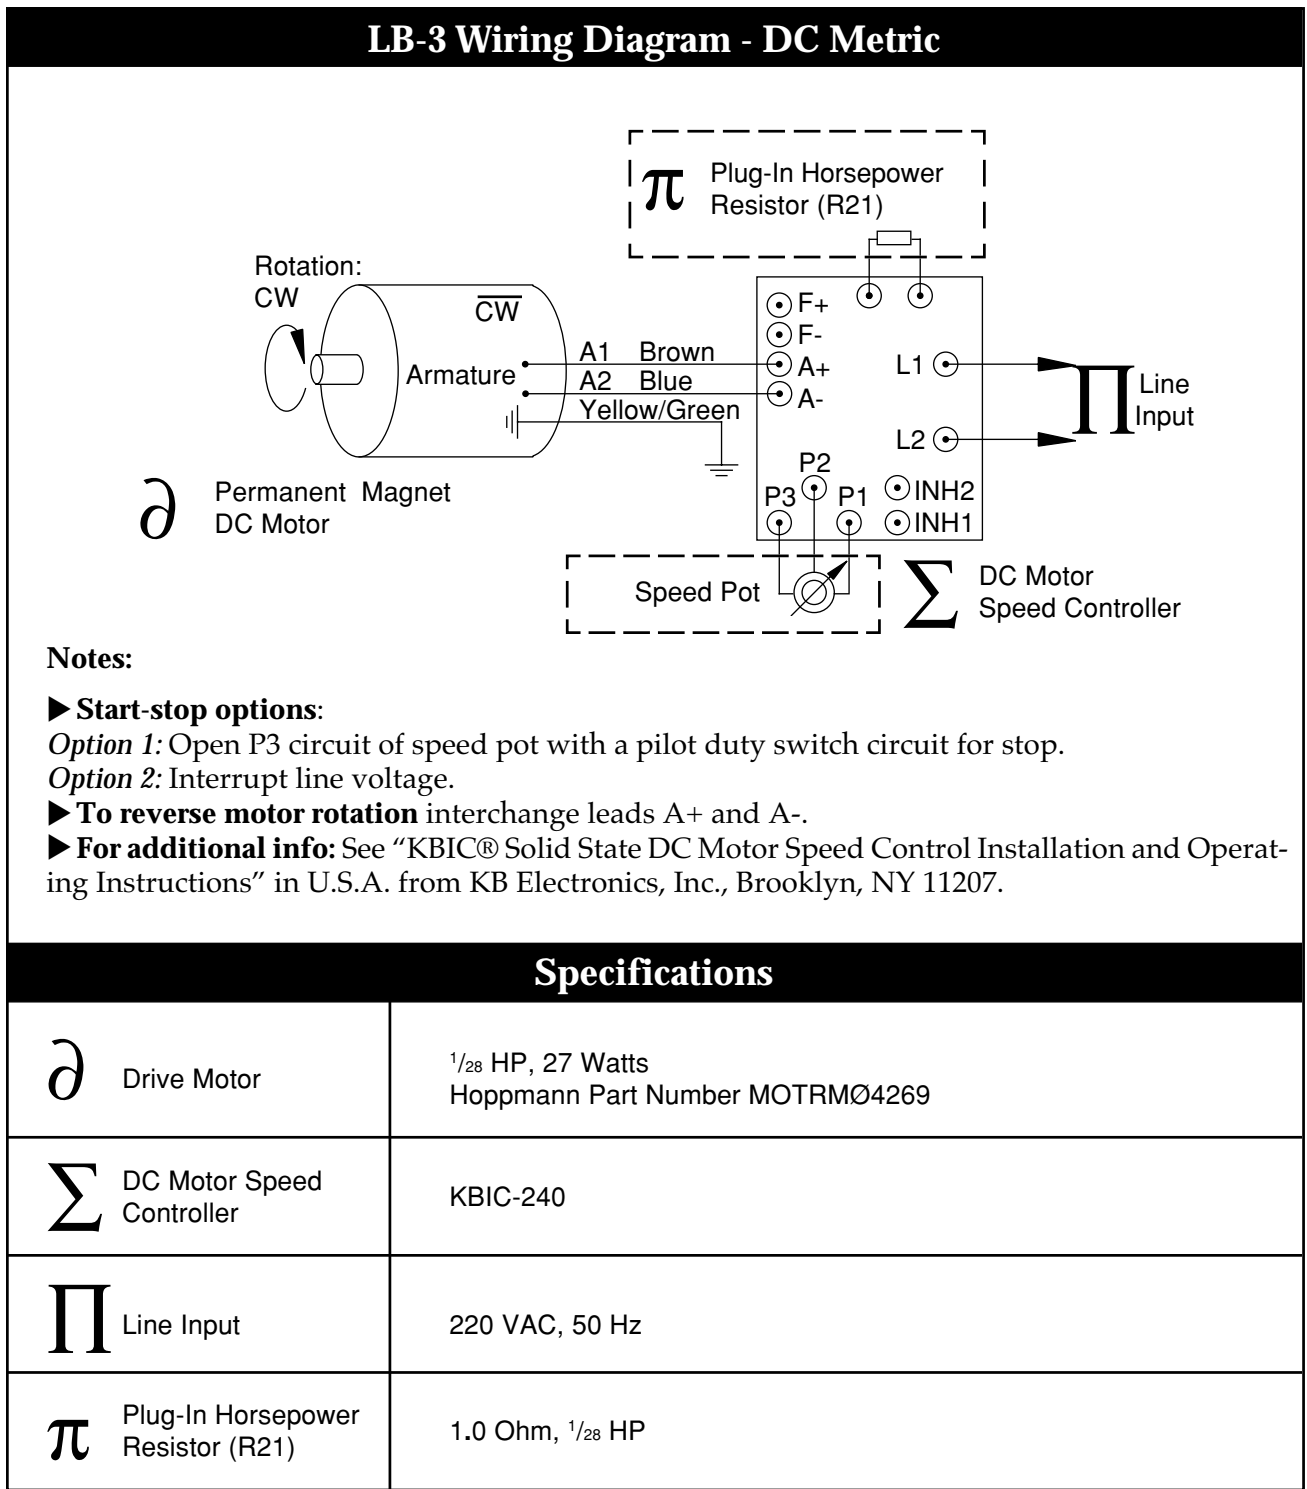 LB-3 Wiring Diagram - DC Metric
π Plug-In Horsepower
Resistor (R21)
Rotation:
CW
CW
Armature
A1 Brown
A2 Blue
Yellow/Green
F+
F-
A+
A-
L1
L2
∏ Line
Input
P2
P3
P1
INH2
INH1
∂ Permanent Magnet
DC Motor
Speed Pot
∑ DC Motor
Speed Controller
Notes:
▶ Start-stop options:
Option 1: Open P3 circuit of speed pot with a pilot duty switch circuit for stop.
Option 2: Interrupt line voltage.
▶ To reverse motor rotation interchange leads A+ and A-.
▶ For additional info: See “KBIC® Solid State DC Motor Speed Control Installation and Operat-
ing Instructions” in U.S.A. from KB Electronics, Inc., Brooklyn, NY 11207.
Specifications
∂ Drive Motor
1/28 HP, 27 Watts
Hoppmann Part Number MOTRMØ4269
∑ DC Motor Speed
Controller
KBIC-240
∏ Line Input
220 VAC, 50 Hz
π Plug-In Horsepower
Resistor (R21)
1.0 Ohm, 1/28 HP